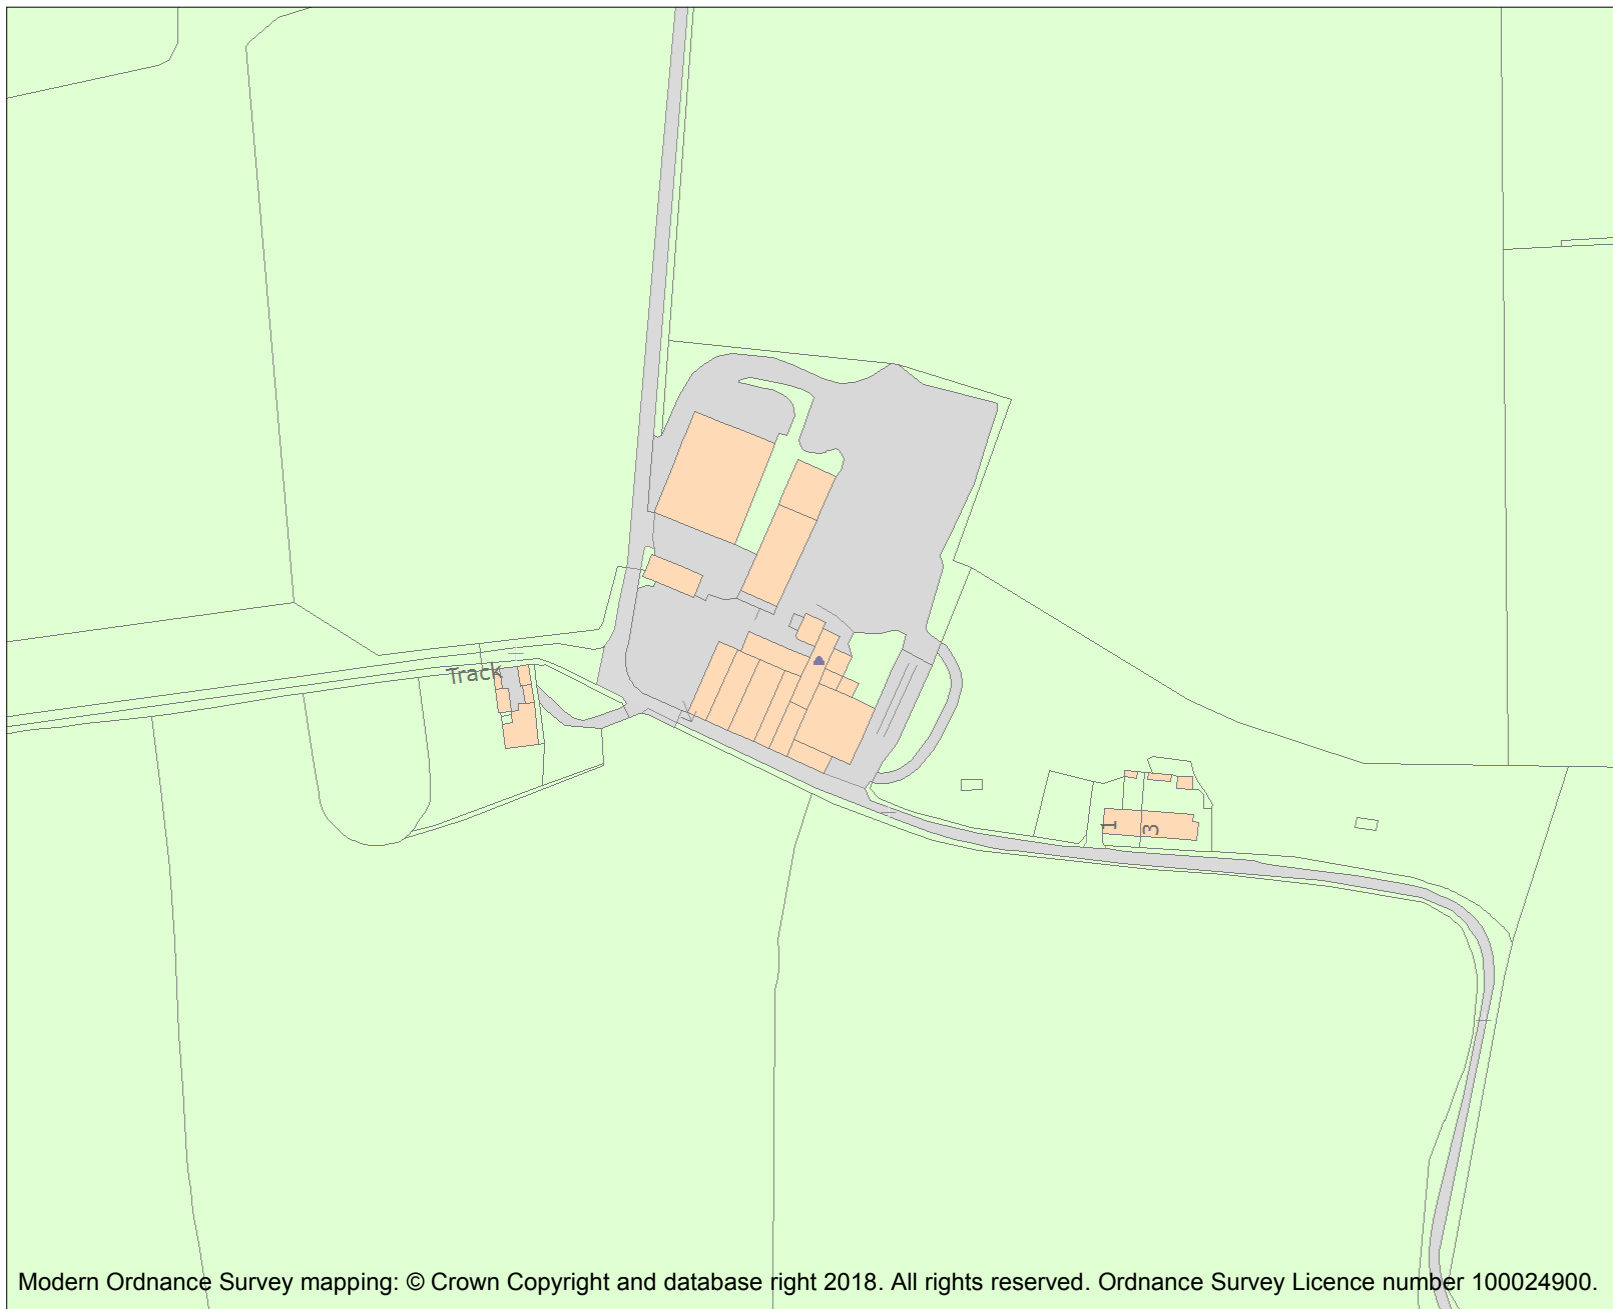 Track
1
3
Modern Ordnance Survey mapping: © Crown Copyright and database right 2018. All rights reserved. Ordnance Survey Licence number 100024900.